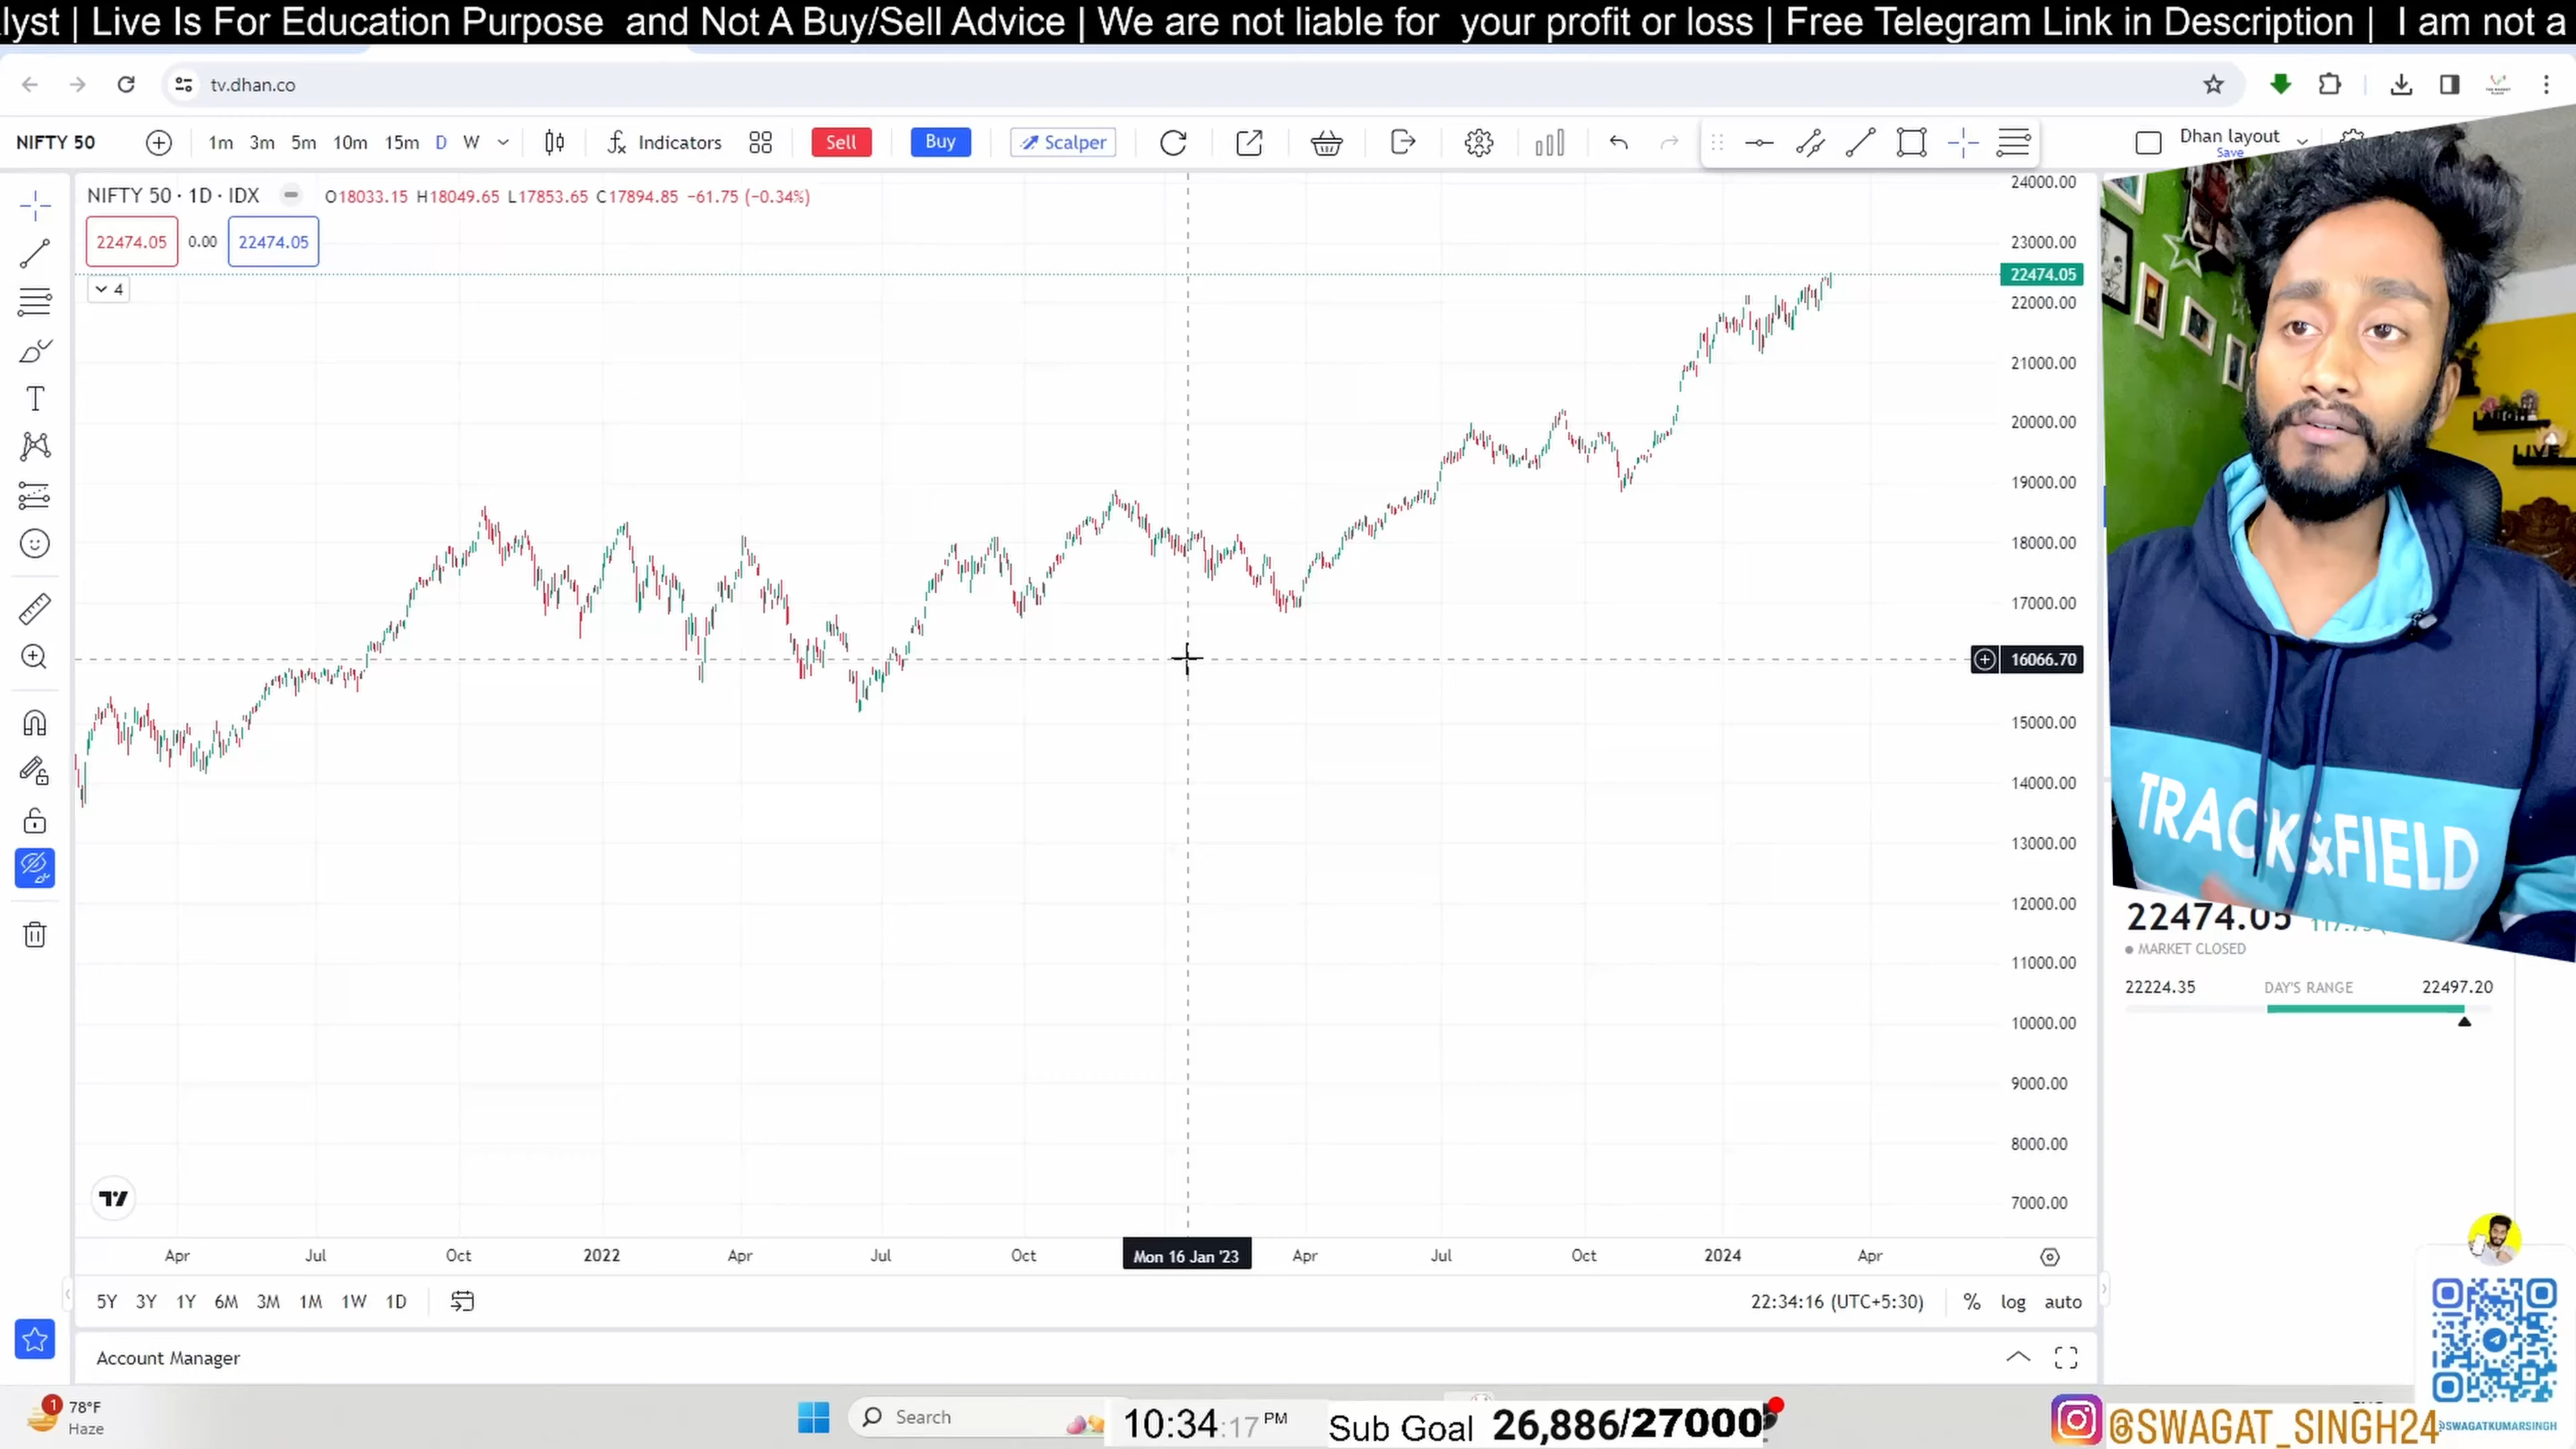 lyst | Live Is For Education Purpose and Not A Buy/Sell Advice | We are not liable for your profit or loss | Free Telegram Link in Description | I am not a
tv.dhan.co
NIFTY 50 1m 3m 5m 10m 15m D W Indicators Sell Buy Scalper Dhan layout
Save
NIFTY 50 · 1D · IDX O18033.15 H18049.65 L17853.65 C17894.85 −61.75 (−0.34%)
22474.05 0.00 22474.05
4
24000.00
23000.00
22474.05
22000.00
21000.00
20000.00
19000.00
18000.00
17000.00
16066.70
15000.00
14000.00
13000.00
12000.00
11000.00
10000.00
9000.00
8000.00
7000.00
LIVE
TRACK&FIELD
22474.05
MARKET CLOSED
22224.35 DAY'S RANGE 22497.20
Apr Jul Oct 2022 Apr Jul Oct Mon 16 Jan '23 Apr Jul Oct 2024 Apr
5Y 3Y 1Y 6M 3M 1M 1W 1D 22:34:16 (UTC+5:30) % log auto
Account Manager
1
78°F
Haze
Search
10:34:17 PM
Sub Goal 26,886/27000
@SWAGAT_SINGH24
@SWAGATKUMARSINGH